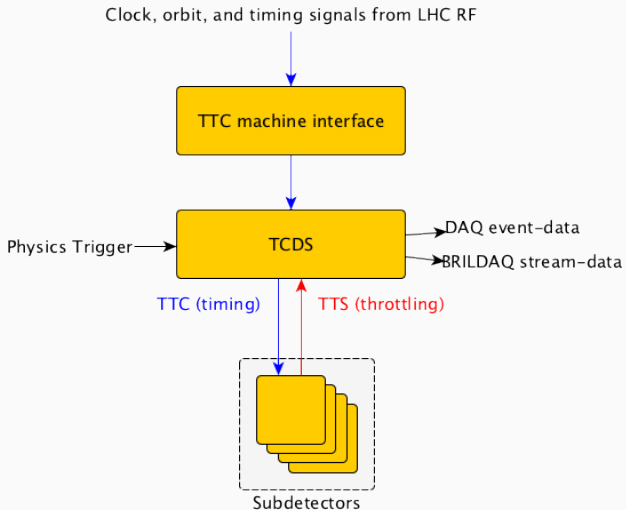 Clock, orbit, and timing signals from LHC RF
TTC machine interface
DAQ event-data
Physics Trigger
TCDS
BRILDAQ stream-data
TTC (timing)
TTS (throttling)
Subdetectors